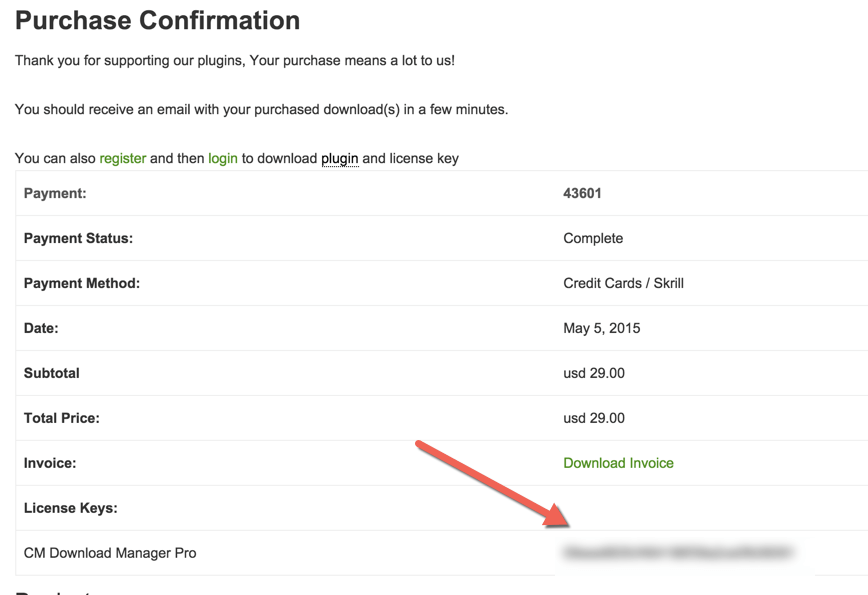 Purchase Confirmation
Thank you for supporting our plugins, Your purchase means a lot to us!
You should receive an email with your purchased download(s) in a few minutes.
You can also register and then login to download plugin and license key
Payment: 43601
Payment Status: Complete
Payment Method: Credit Cards / Skrill
Date: May 5, 2015
Subtotal usd 29.00
Total Price: usd 29.00
Invoice: Download Invoice
License Keys:
CM Download Manager Pro